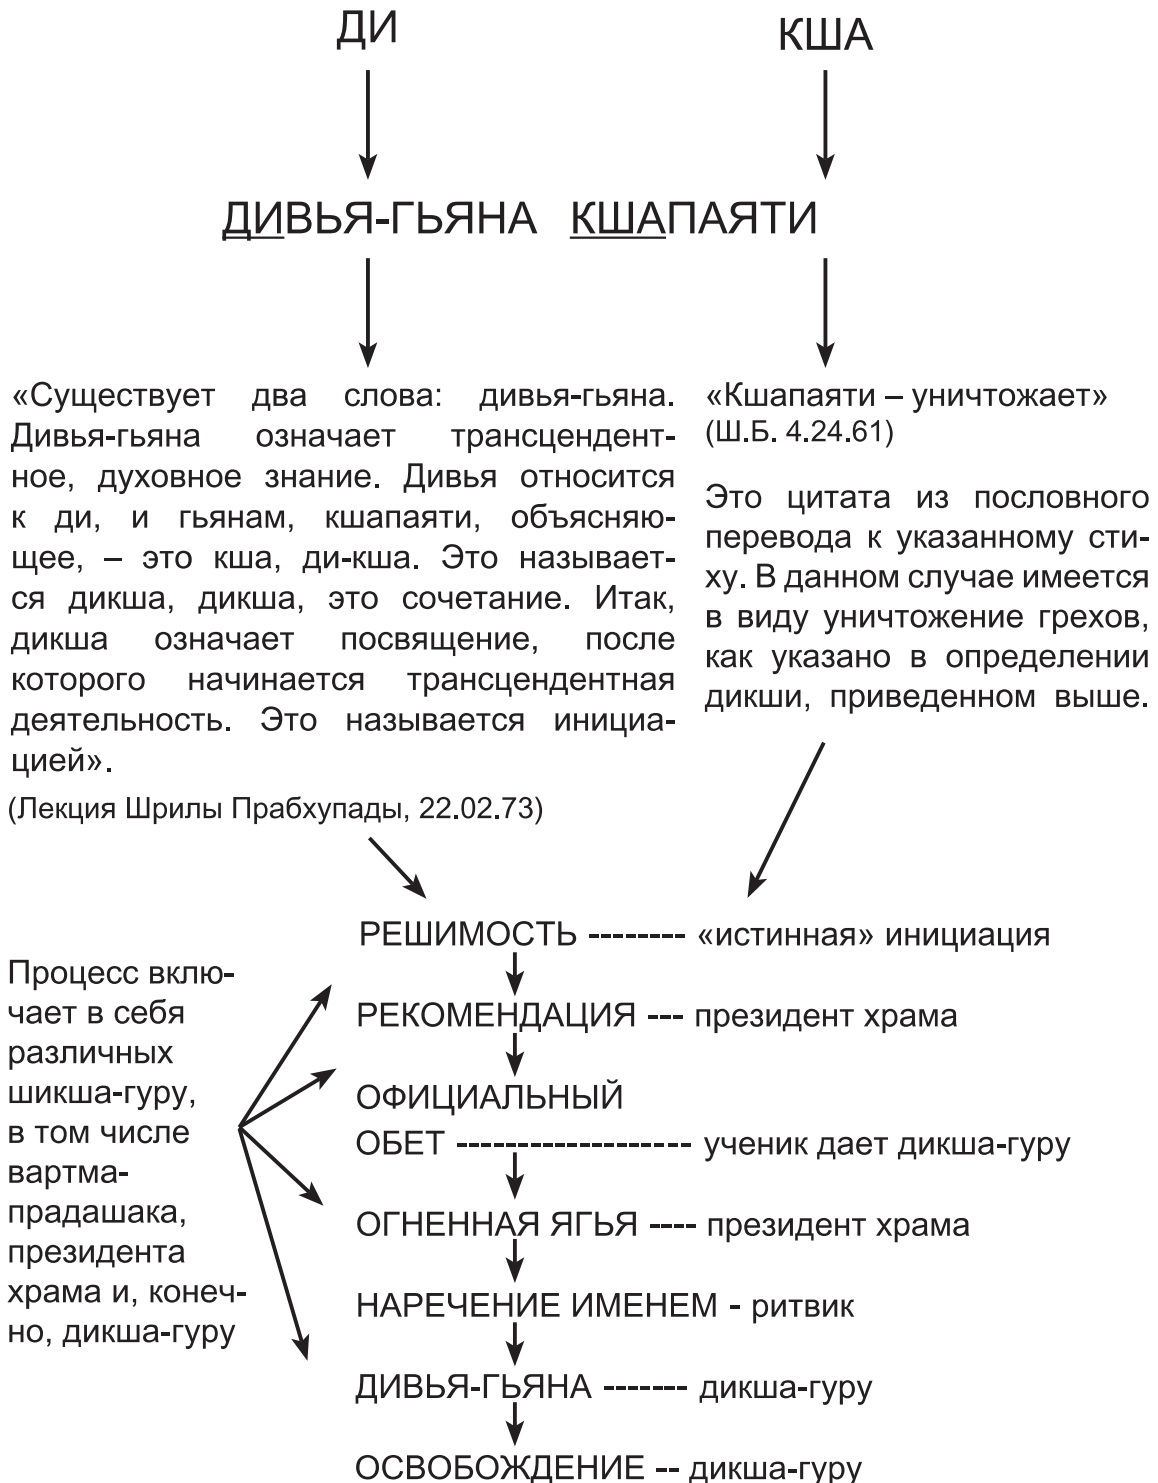 ДИ
КША
ДИВЬЯ-ГЬЯНА КШАПАЯТИ
«Существует два слова: дивья-гьяна.
Дивья-гьяна означает трансцендент-
ное, духовное знание. Дивья относится
к ди, и гьянам, кшапаяти, объясняю-
щее, – это кша, ди-кша. Это называет-
ся дикша, дикша, это сочетание. Итак,
дикша означает посвящение, после
которого начинается трансцендентная
деятельность. Это называется инициа-
цией».
(Лекция Шрилы Прабхупады, 22.02.73)
«Кшапаяти – уничтожает»
(Ш.Б. 4.24.61)
Это цитата из пословного
перевода к указанному сти-
ху. В данном случае имеется
в виду уничтожение грехов,
как указано в определении
дикши, приведенном выше.
Процесс вклю-
чает в себя
различных
шикша-гуру,
в том числе
вартма-
прадашака,
президента
храма и, конеч-
но, дикша-гуру
РЕШИМОСТЬ -------- «истинная» инициация
РЕКОМЕНДАЦИЯ --- президент храма
ОФИЦИАЛЬНЫЙ
ОБЕТ ------------------- ученик дает дикша-гуру
ОГНЕННАЯ ЯГЬЯ ---- президент храма
НАРЕЧЕНИЕ ИМЕНЕМ - ритвик
ДИВЬЯ-ГЬЯНА ------- дикша-гуру
ОСВОБОЖДЕНИЕ -- дикша-гуру